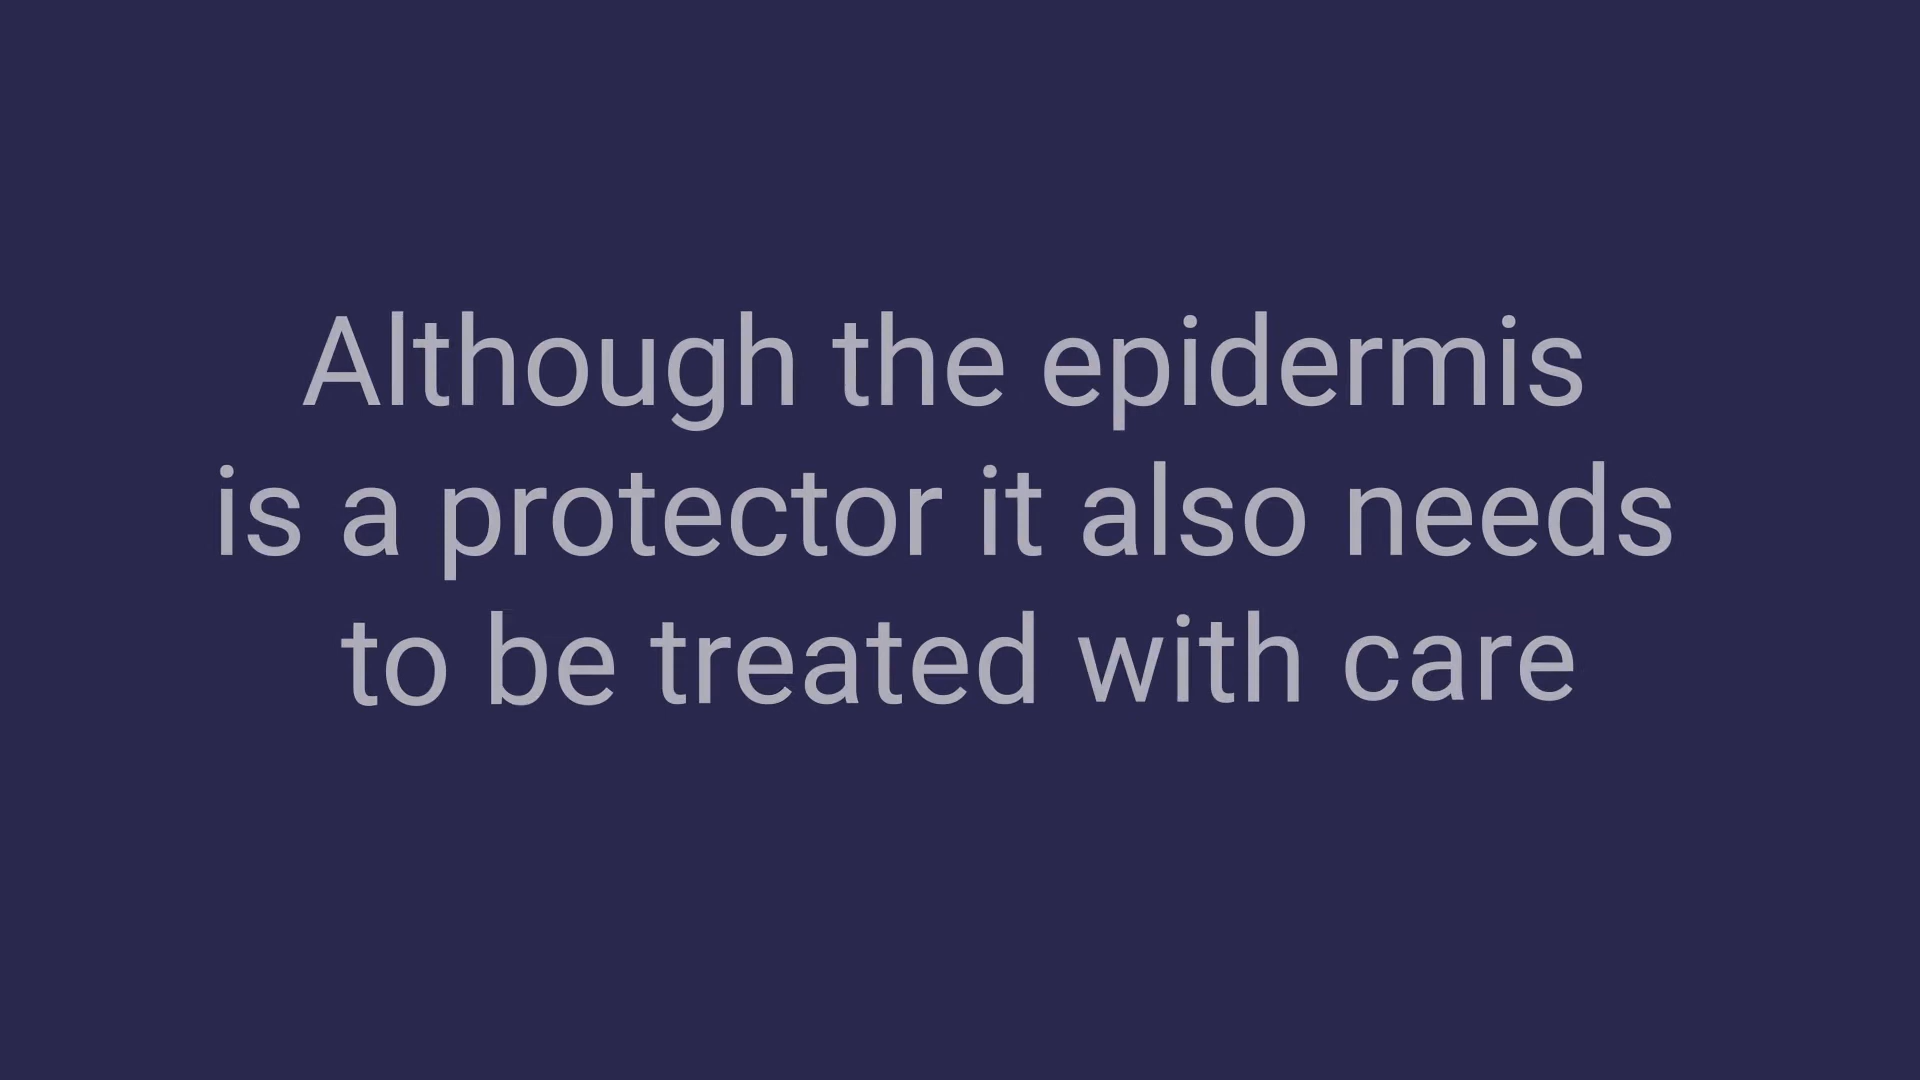 Although the epidermis
is a protector it also needs
to be treated with care